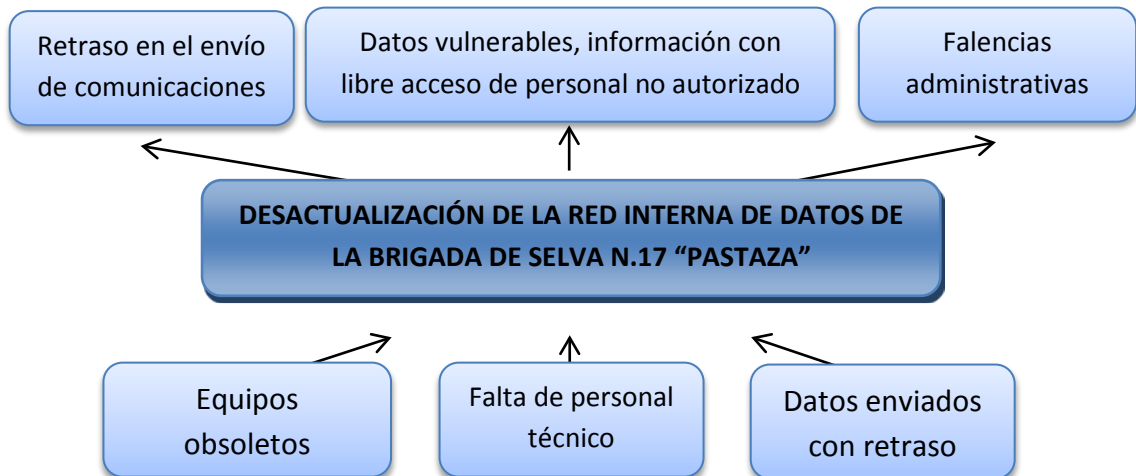 Retraso en el envío
de comunicaciones
Datos vulnerables, información con
libre acceso de personal no autorizado
Falencias
administrativas
DESACTUALIZACIÓN DE LA RED INTERNA DE DATOS DE
LA BRIGADA DE SELVA N.17 “PASTAZA”
Equipos
obsoletos
Falta de personal
técnico
Datos enviados
con retraso